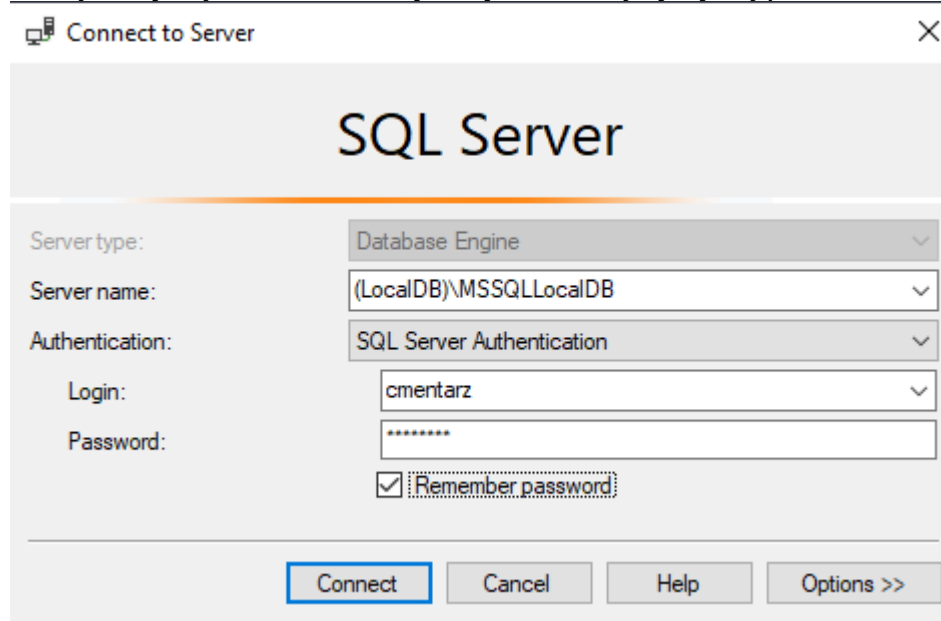 Connect to Server
SQL Server
Server type: Database Engine
Server name: (LocalDB)\MSSQLLocalDB
Authentication: SQL Server Authentication
Login: cmentarz
Password: ********
Remember password
Connect Cancel Help Options >>